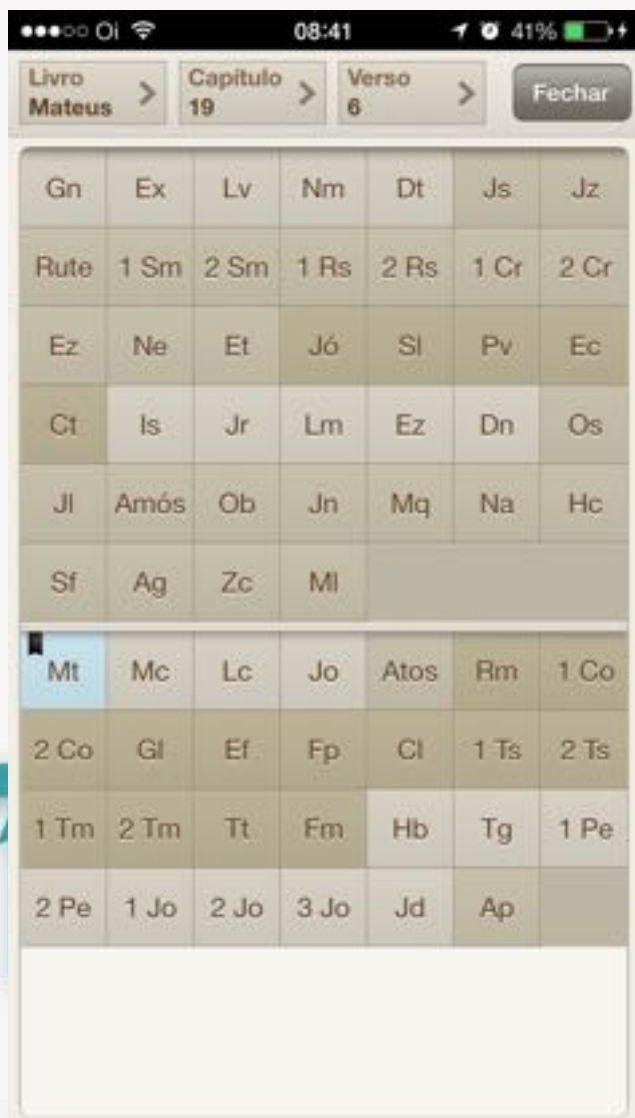 Oi 08:41 41%
Livro Capítulo Verso
Mateus 19 6 Fechar
Gn Ex Lv Nm Dt Js Jz
Rute 1 Sm 2 Sm 1 Rs 2 Rs 1 Cr 2 Cr
Ez Ne Et Jó Sl Pv Ec
Ct Is Jr Lm Ez Dn Os
Jl Amós Ob Jn Mq Na Hc
Sf Ag Zc Ml
Mt Mc Lc Jo Atos Rm 1 Co
2 Co Gl Ef Fp Cl 1 Ts 2 Ts
1 Tm 2 Tm Tt Fm Hb Tg 1 Pe
2 Pe 1 Jo 2 Jo 3 Jo Jd Ap